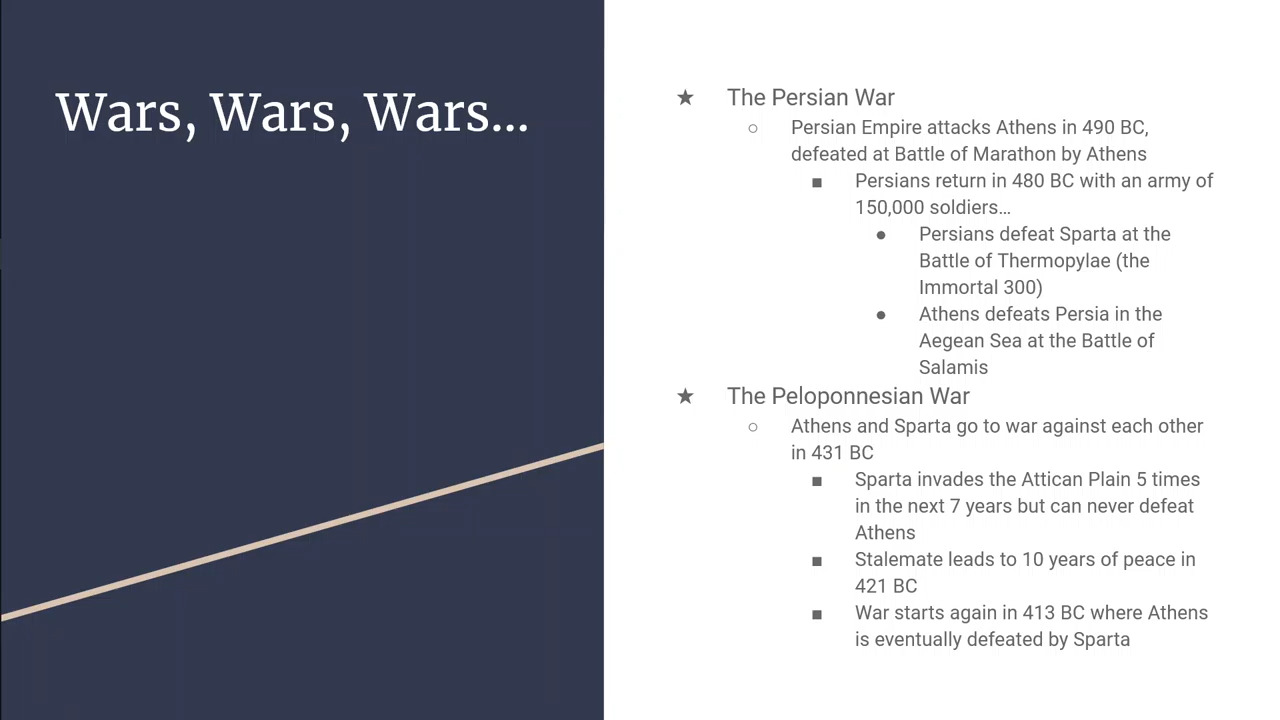 Wars, Wars, Wars...
★ The Persian War
○ Persian Empire attacks Athens in 490 BC,
defeated at Battle of Marathon by Athens
■ Persians return in 480 BC with an army of
150,000 soldiers…
● Persians defeat Sparta at the
Battle of Thermopylae (the
Immortal 300)
● Athens defeats Persia in the
Aegean Sea at the Battle of
Salamis
★ The Peloponnesian War
○ Athens and Sparta go to war against each other
in 431 BC
■ Sparta invades the Attican Plain 5 times
in the next 7 years but can never defeat
Athens
■ Stalemate leads to 10 years of peace in
421 BC
■ War starts again in 413 BC where Athens
is eventually defeated by Sparta